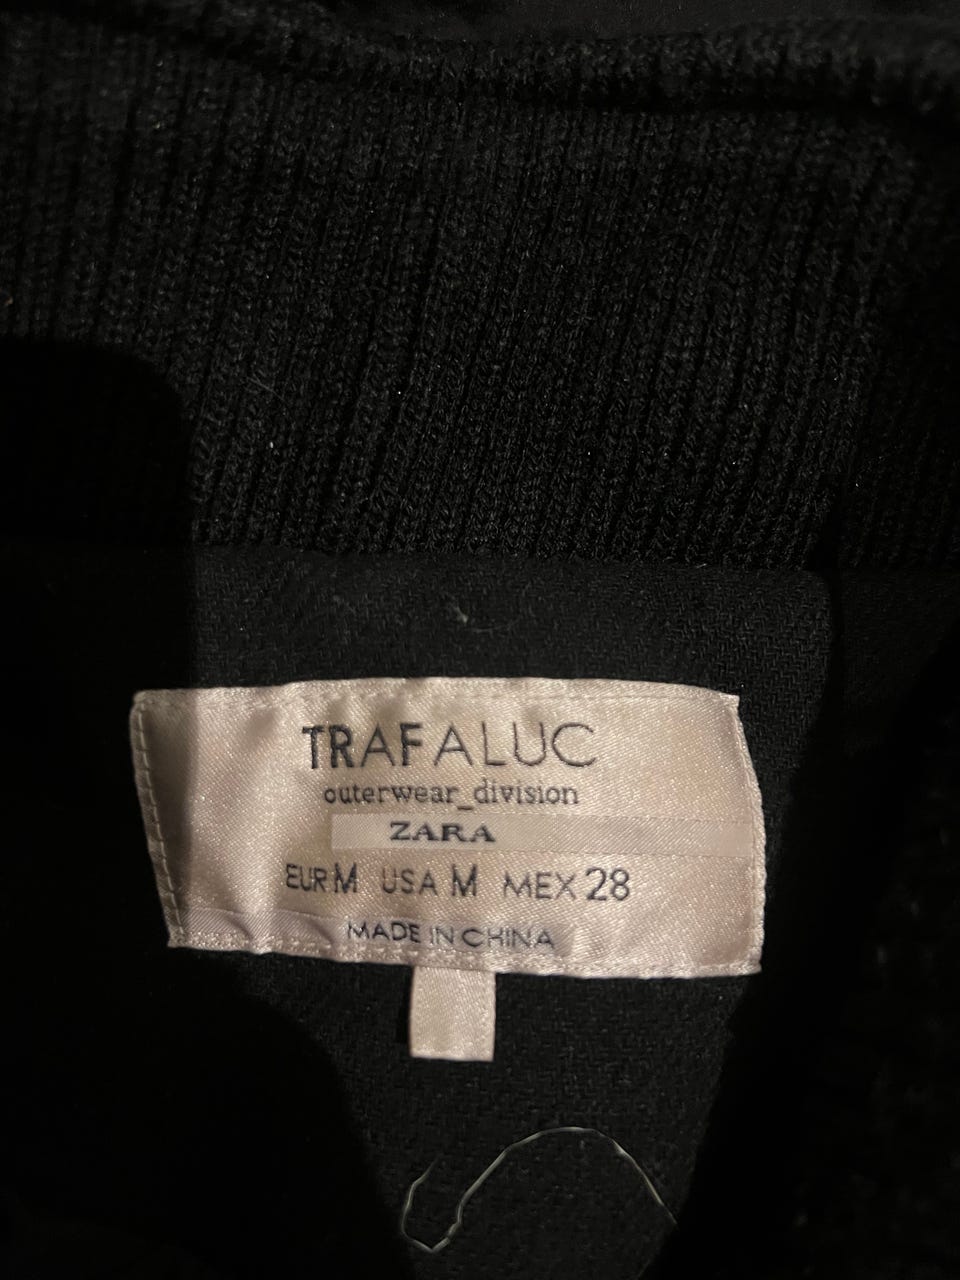 TRAFALUC
outerwear_division
ZARA
EUR M USA M MEX 28
MADE IN CHINA